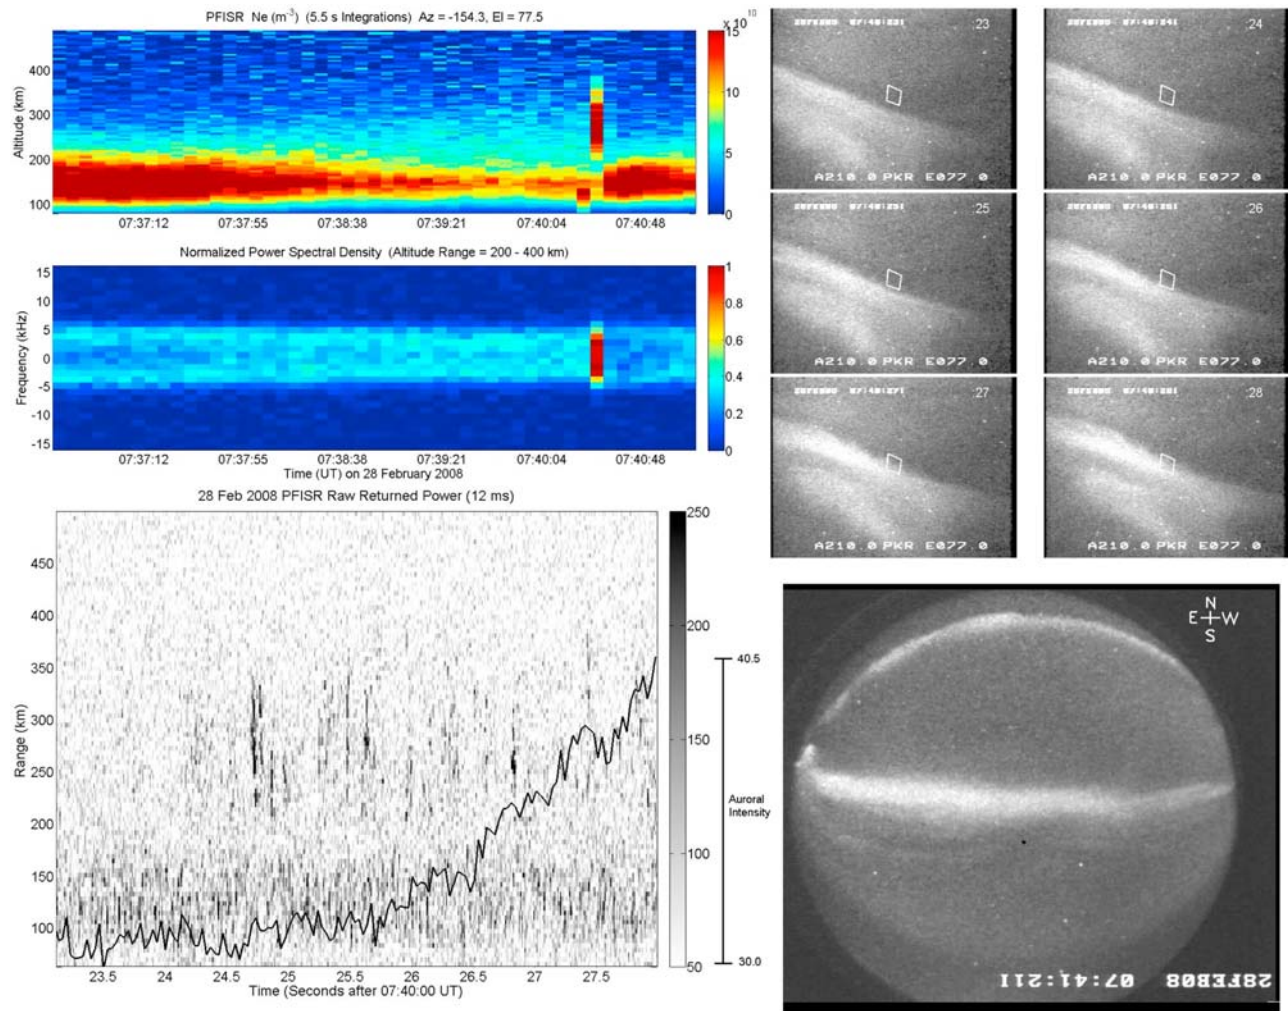 PFISR Ne (m⁻³) (5.5 s Integrations) Az = -154.3, El = 77.5
x 10¹⁰
Altitude (km)
400
300
200
100
15
10
5
0
07:37:12 07:37:55 07:38:38 07:39:21 07:40:04 07:40:48
Normalized Power Spectral Density (Altitude Range = 200 - 400 km)
Frequency (kHz)
15
10
5
0
-5
-10
-15
1
0.8
0.6
0.4
0.2
0
07:37:12 07:37:55 07:38:38 07:39:21 07:40:04 07:40:48
Time (UT) on 28 February 2008
28 Feb 2008 PFISR Raw Returned Power (12 ms)
Range (km)
450
400
350
300
250
200
150
100
250
200
150
100
50
40.5
Auroral
Intensity
30.0
23.5 24 24.5 25 25.5 26 26.5 27 27.5
Time (Seconds after 07:40:00 UT)
:23
A210.0 PKR E077.0
:24
A210.0 PKR E077.0
:25
A210.0 PKR E077.0
:26
A210.0 PKR E077.0
:27
A210.0 PKR E077.0
:28
A210.0 PKR E077.0
N
E W
S
28FEB08 07:41:21I